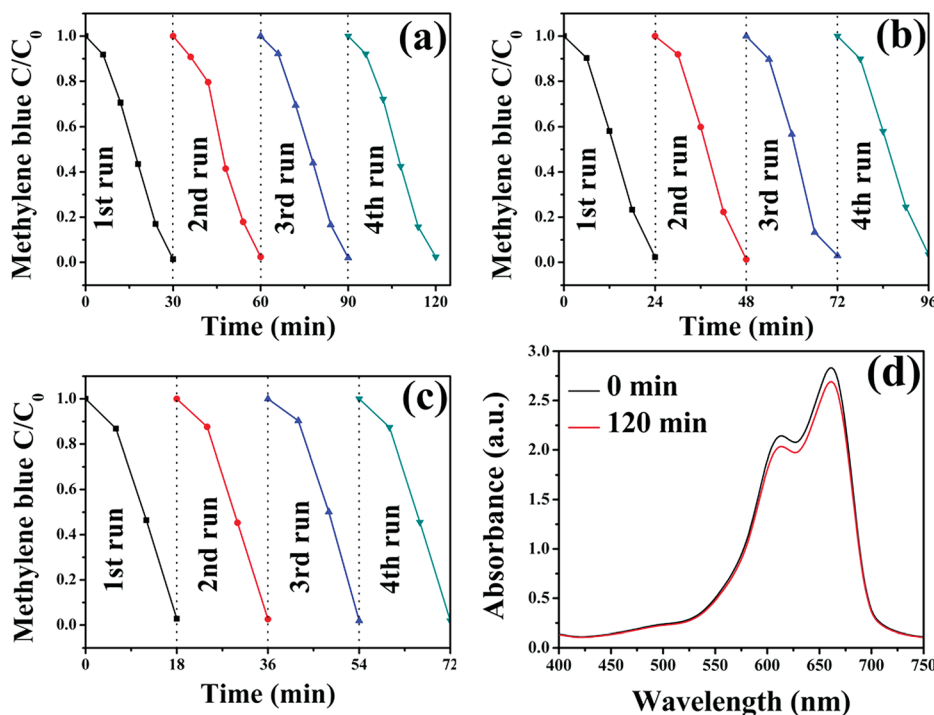 (a)
Methylene blue C/C0
1.0
0.8
0.6
0.4
0.2
0.0
1st run
2nd run
3rd run
4th run
0 30 60 90 120
Time (min)
(b)
Methylene blue C/C0
1.0
0.8
0.6
0.4
0.2
0.0
1st run
2nd run
3rd run
4th run
0 24 48 72 96
Time (min)
(c)
Methylene blue C/C0
1.0
0.8
0.6
0.4
0.2
0.0
1st run
2nd run
3rd run
4th run
0 18 36 54 72
Time (min)
(d)
Absorbance (a.u.)
3.0
2.5
2.0
1.5
1.0
0.5
0.0
0 min
120 min
400 450 500 550 600 650 700 750
Wavelength (nm)